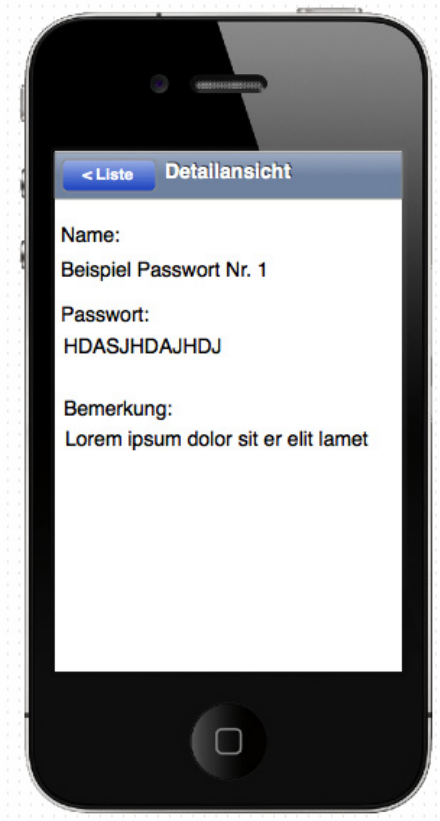 < Liste Detailansicht
Name:
Beispiel Passwort Nr. 1
Passwort:
HDASJHDAJHDJ
Bemerkung:
Lorem ipsum dolor sit er elit lamet